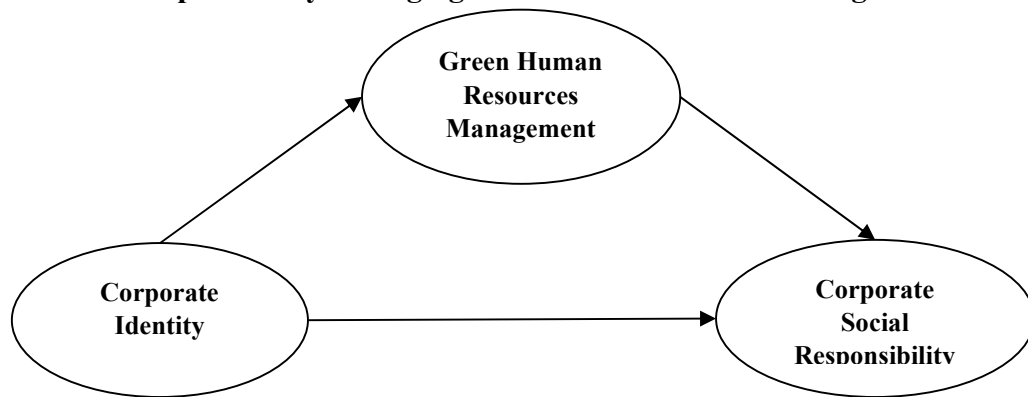 Green Human
Resources
Management
Corporate
Identity
Corporate
Social
Responsibility